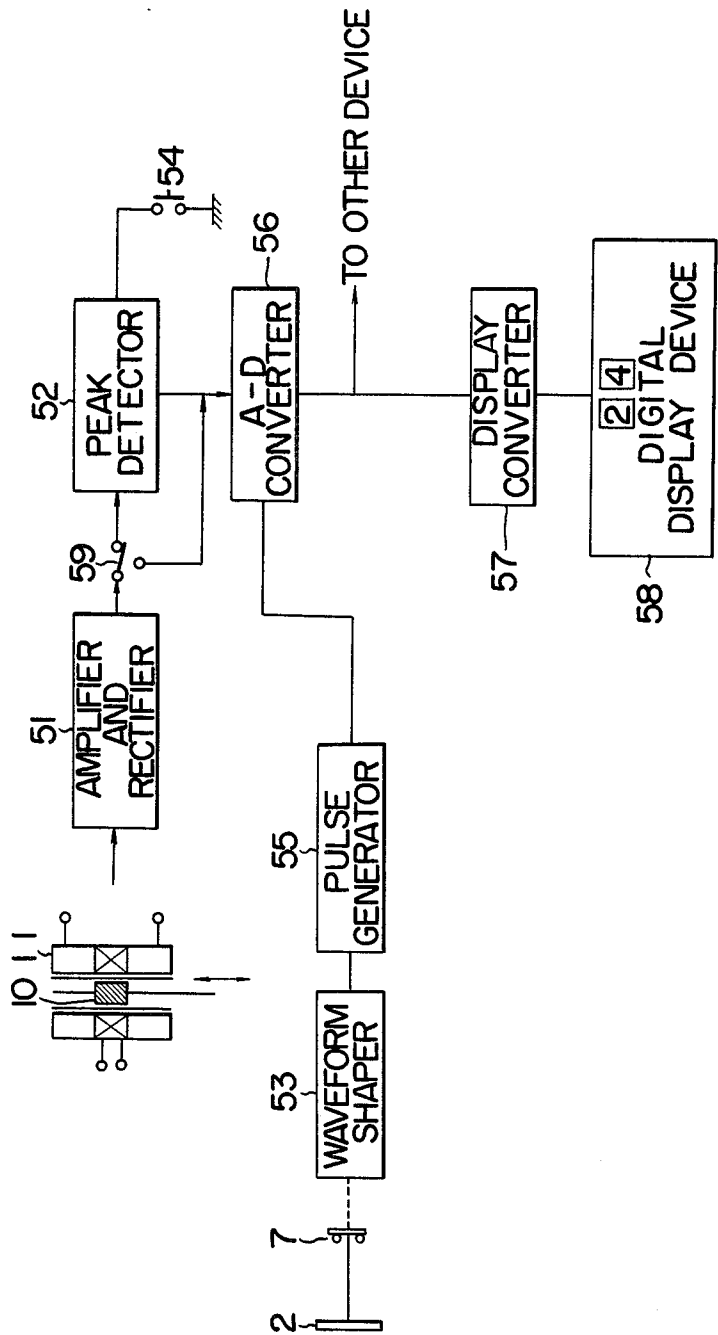 10
11
51
AMPLIFIER
AND
RECTIFIER
59
52
PEAK
DETECTOR
54
2
7
53
WAVEFORM
SHAPER
55
PULSE
GENERATOR
56
A-D
CONVERTER
TO OTHER DEVICE
57
DISPLAY
CONVERTER
58
2 4
DIGITAL
DISPLAY DEVICE